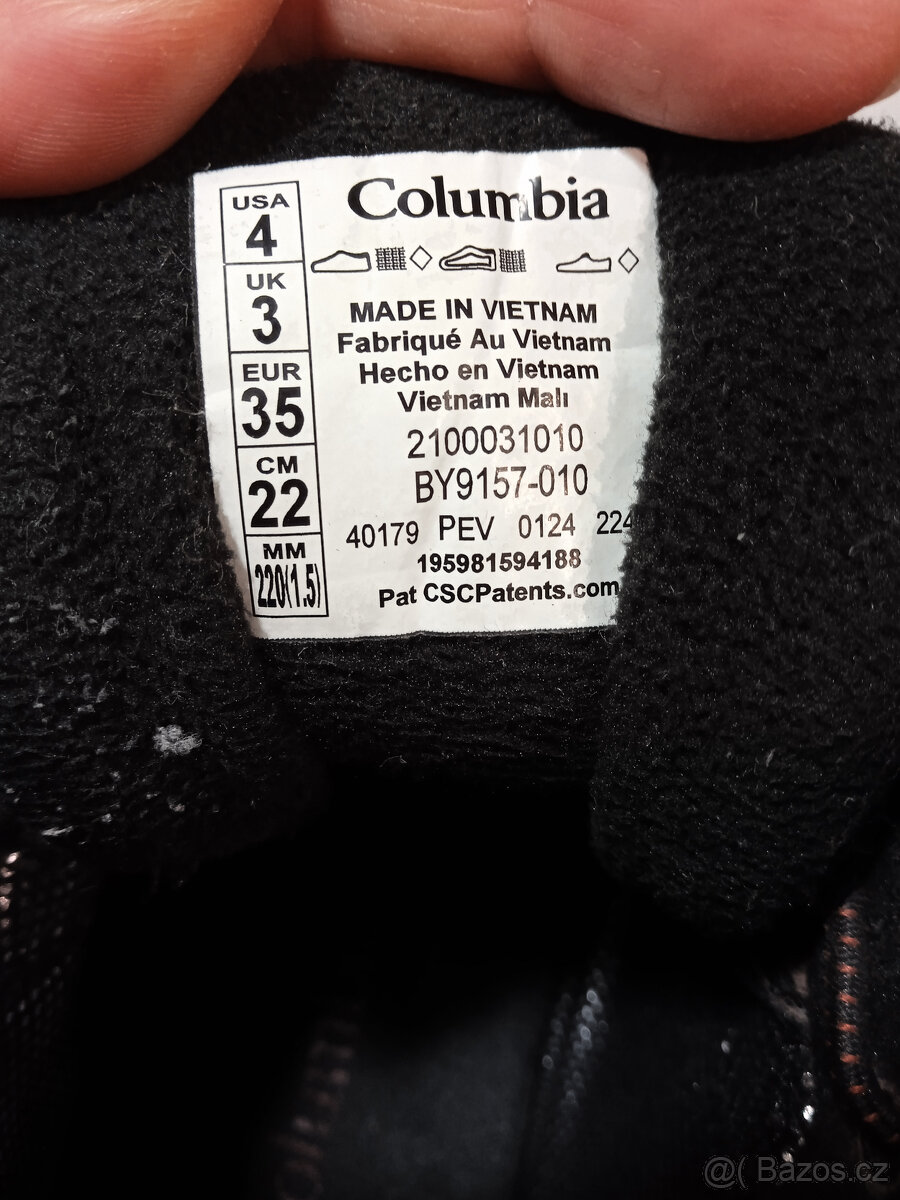 USA
4
UK
3
EUR
35
CM
22
MM
220(1.5)
Columbia
MADE IN VIETNAM
Fabriqué Au Vietnam
Hecho en Vietnam
Vietnam Malı
2100031010
BY9157-010
40179 PEV 0124 224
195981594188
Pat CSCPatents.com
@( Bazos.cz